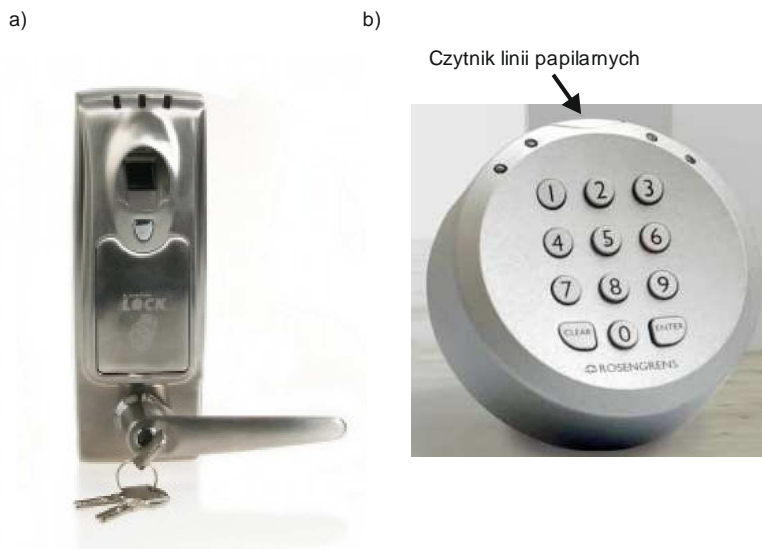 a)
b)
Czytnik linii papilarnych
LOCK
1 2 3
4 5 6
7 8 9
CLEAR 0 ENTER
ROSENGRENS